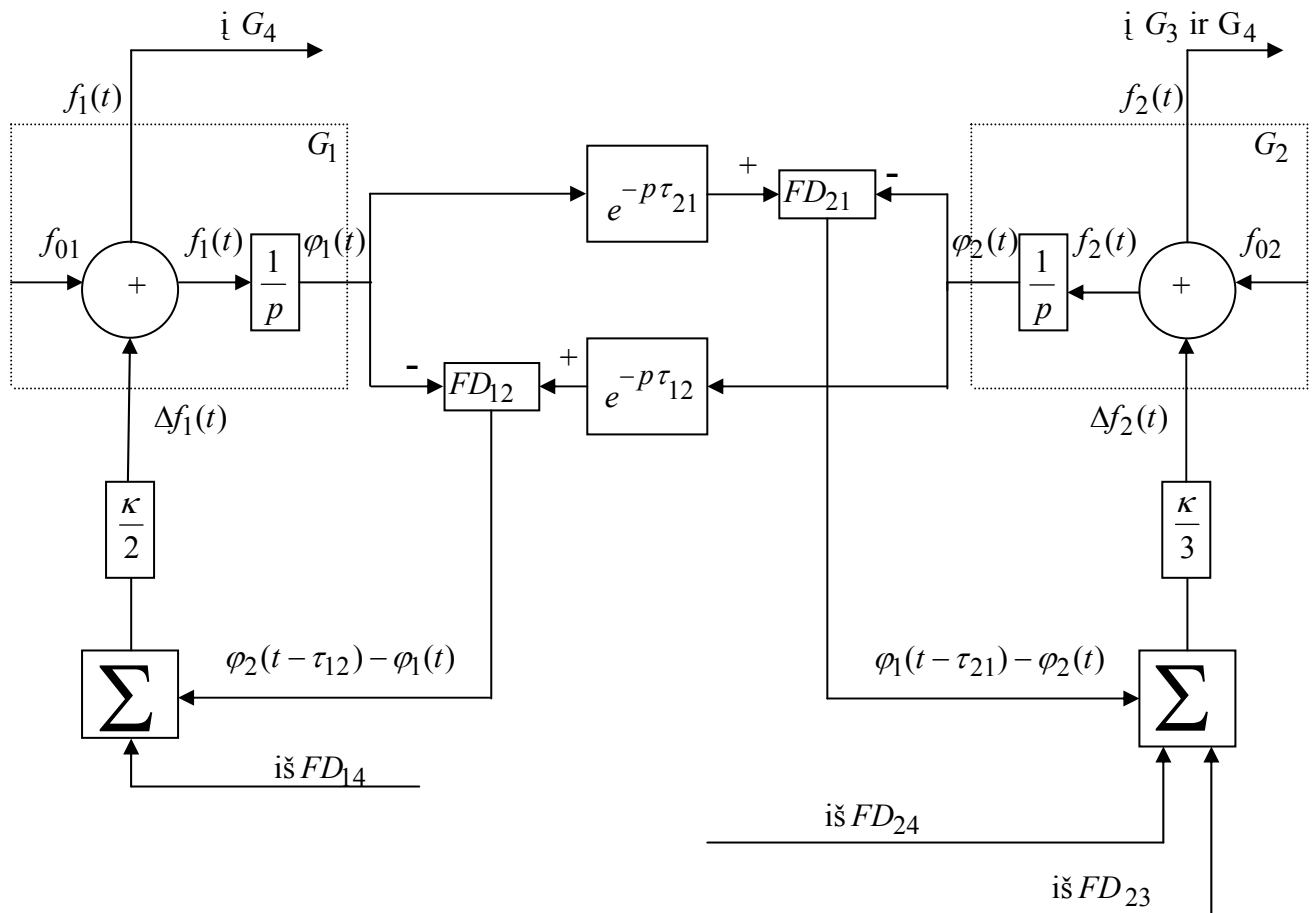 į G₄
į G₃ ir G₄
f₁(t)
f₂(t)
G₁
G₂
e^{-pτ₂₁}
+
FD₂₁
-
f₀₁
+
f₁(t)
1/p
φ₁(t)
φ₂(t)
1/p
f₂(t)
+
f₀₂
-
FD₁₂
+
e^{-pτ₁₂}
Δf₁(t)
Δf₂(t)
κ/2
κ/3
φ₂(t − τ₁₂) − φ₁(t)
φ₁(t − τ₂₁) − φ₂(t)
Σ
Σ
iš FD₁₄
iš FD₂₄
iš FD₂₃